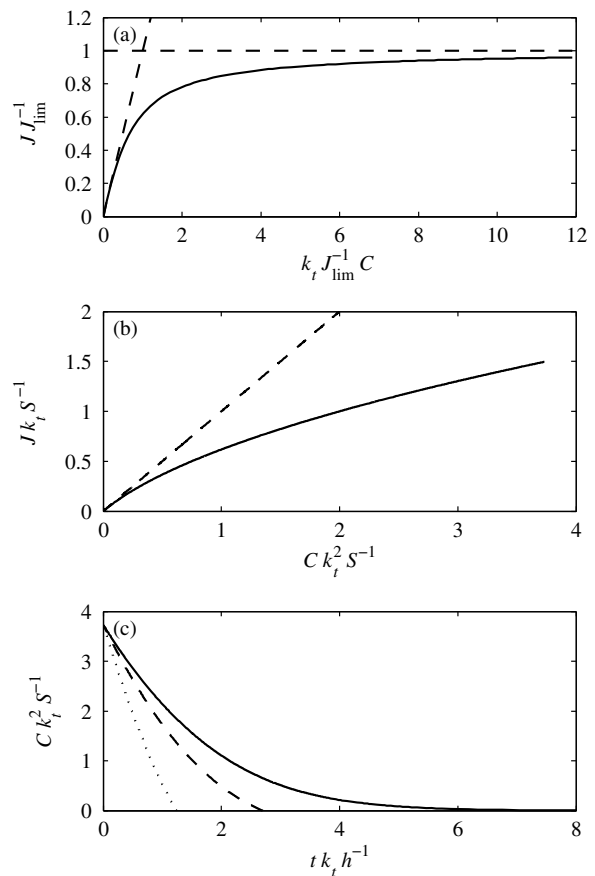 (a)
1.2
1
0.8
0.6
0.4
0.2
0
J J_lim^{-1}
0 2 4 6 8 10 12
k_t J_lim^{-1} C
(b)
2
1.5
1
0.5
0
J k_t S^{-1}
0 1 2 3 4
C k_t^2 S^{-1}
(c)
4
3
2
1
0
C k_t^2 S^{-1}
0 2 4 6 8
t k_t h^{-1}